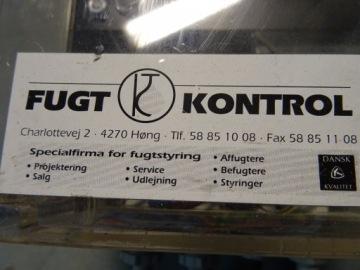 FUGT KONTROL
Charlottevej 2 · 4270 Høng · Tlf. 58 85 10 08 · Fax 58 85 11 08
Specialfirma for fugtstyring
• Projektering • Service • Affugtere
• Salg • Udlejning • Befugtere
• Styringer
DANSK
KVALITET